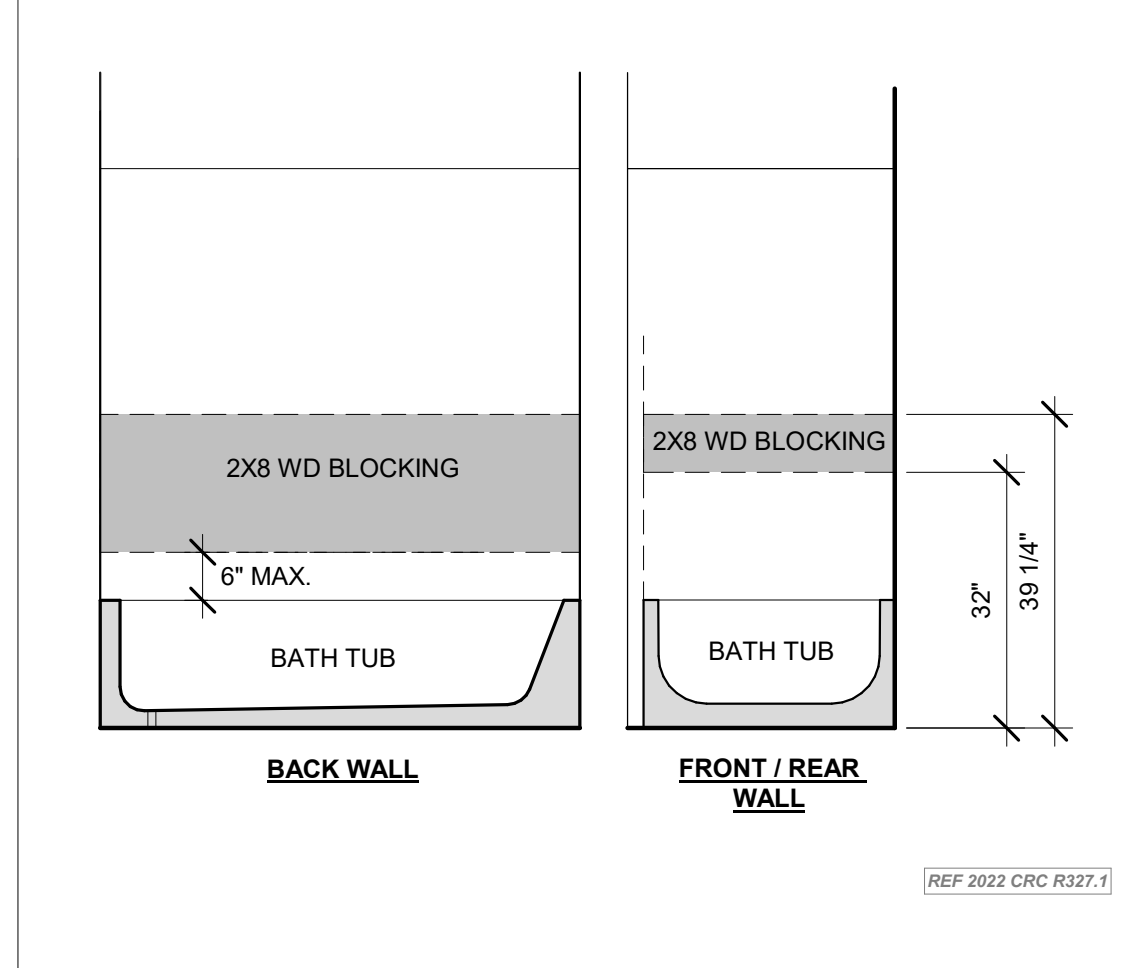 2X8 WD BLOCKING
6" MAX.
BATH TUB
BACK WALL
2X8 WD BLOCKING
BATH TUB
FRONT / REAR
WALL
32"
39 1/4"
REF 2022 CRC R327.1